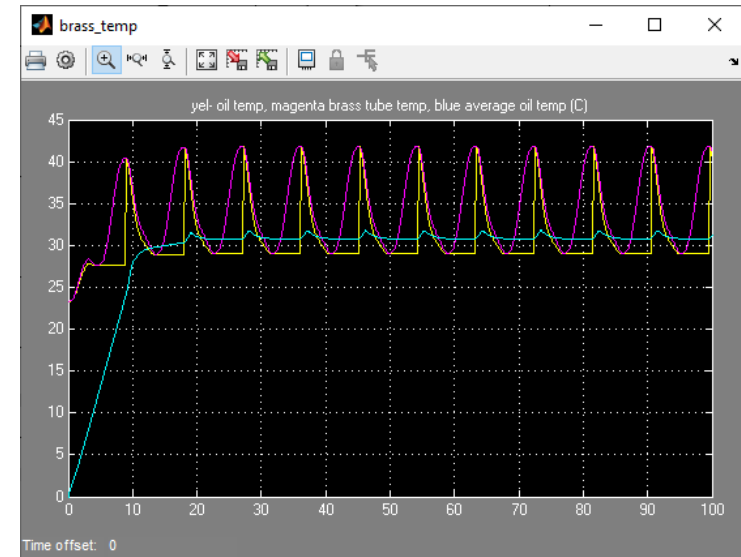 brass_temp
yel- oil temp, magenta brass tube temp, blue average oil temp (C)
45
40
35
30
25
20
15
10
5
0
0 10 20 30 40 50 60 70 80 90 100
Time offset: 0